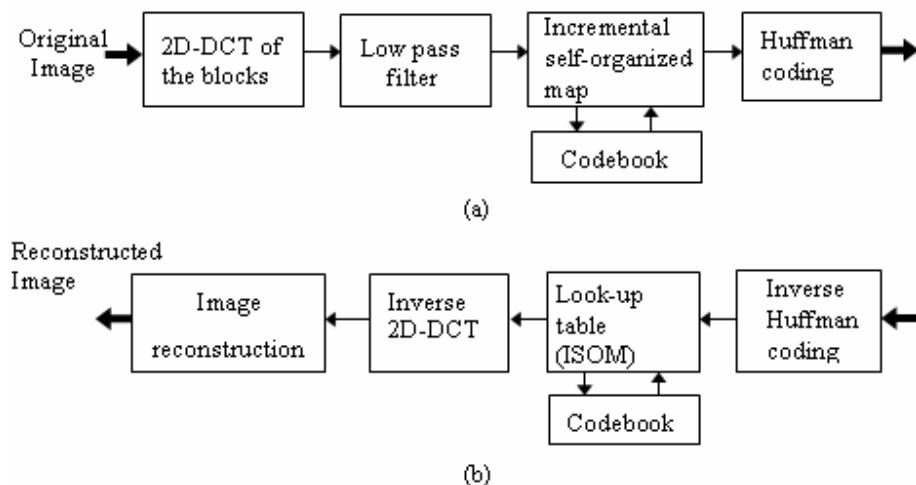 Original
Image
2D-DCT of
the blocks
Low pass
filter
Incremental
self-organized
map
Huffman
coding
Codebook
(a)
Reconstructed
Image
Image
reconstruction
Inverse
2D-DCT
Look-up
table
(ISOM)
Inverse
Huffman
coding
Codebook
(b)